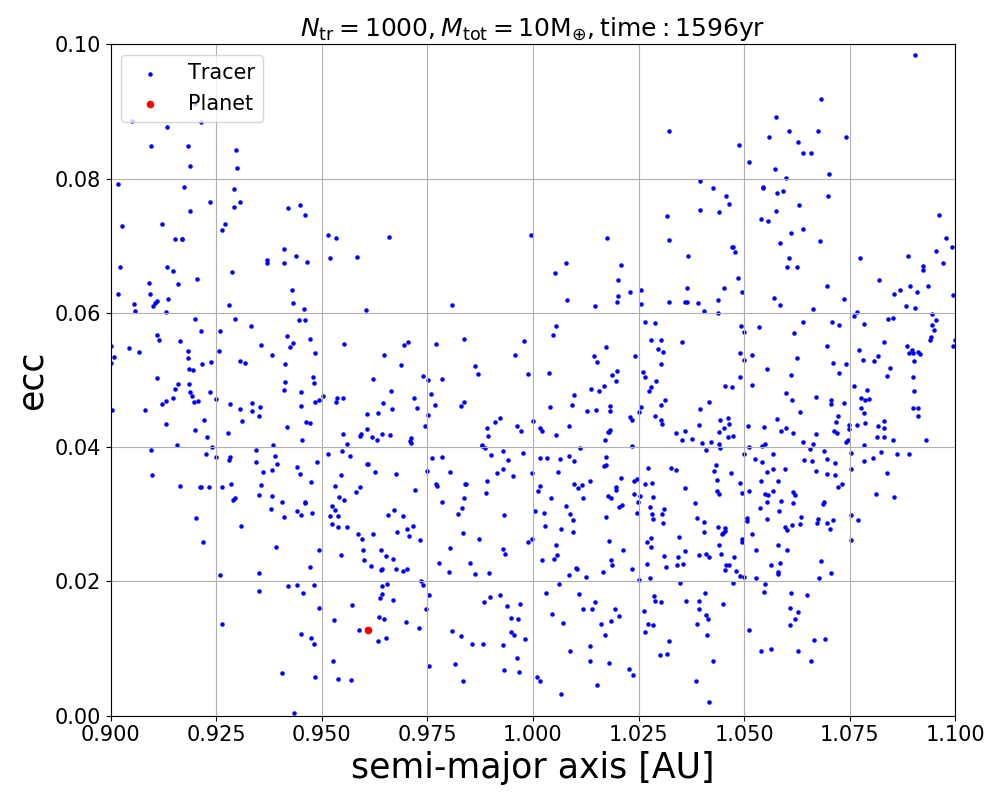 N_tr = 1000, M_tot = 10M_⊕, time : 1596yr
Tracer
Planet
ecc
0.10
0.08
0.06
0.04
0.02
0.00
0.900 0.925 0.950 0.975 1.000 1.025 1.050 1.075 1.100
semi-major axis [AU]